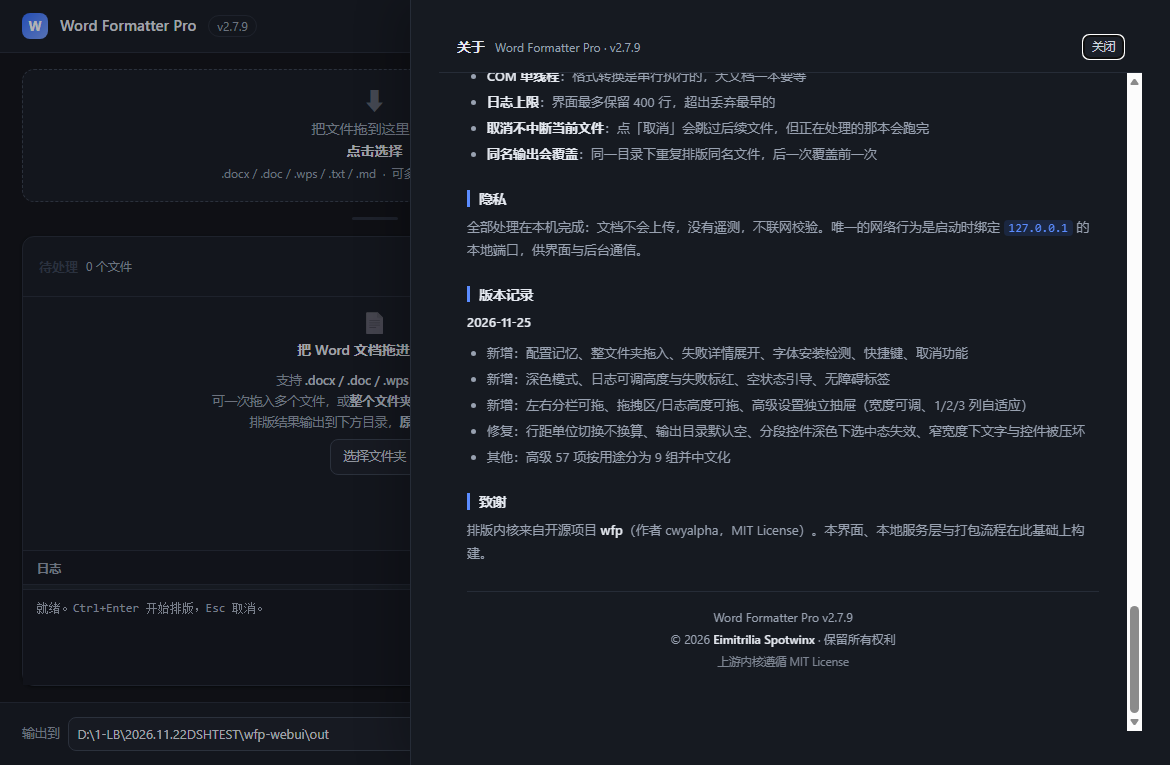 W Word Formatter Pro v2.7.9
把文件拖到这里
点击选择
.docx / .doc / .wps / .txt / .md · 可多
待处理 0 个文件
把 Word 文档拖进
支持 .docx / .doc / .wps
可一次拖入多个文件，或整个文件夹
排版结果输出到下方目录，原
选择文件夹
日志
就绪。Ctrl+Enter 开始排版，Esc 取消。
输出到 D:\1-LB\2026.11.22DSHTEST\wfp-webui\out
关于 Word Formatter Pro · v2.7.9
关闭
COM 单线程：格式转换是串行执行的，大文档一本要等
日志上限：界面最多保留 400 行，超出丢弃最早的
取消不中断当前文件：点「取消」会跳过后续文件，但正在处理的那本会跑完
同名输出会覆盖：同一目录下重复排版同名文件，后一次覆盖前一次
隐私
全部处理在本机完成：文档不会上传，没有遥测，不联网校验。唯一的网络行为是启动时绑定 127.0.0.1 的
本地端口，供界面与后台通信。
版本记录
2026-11-25
新增：配置记忆、整文件夹拖入、失败详情展开、字体安装检测、快捷键、取消功能
新增：深色模式、日志可调高度与失败标红、空状态引导、无障碍标签
新增：左右分栏可拖、拖拽区/日志高度可拖、高级设置独立抽屉（宽度可调、1/2/3 列自适应）
修复：行距单位切换不换算、输出目录默认空、分段控件深色下选中态失效、窄宽度下文字与控件被压坏
其他：高级 57 项按用途分为 9 组并中文化
致谢
排版内核来自开源项目 wfp（作者 cwyalpha，MIT License）。本界面、本地服务层与打包流程在此基础上构
建。
Word Formatter Pro v2.7.9
© 2026 Eimitrilia Spotwinx · 保留所有权利
上游内核遵循 MIT License